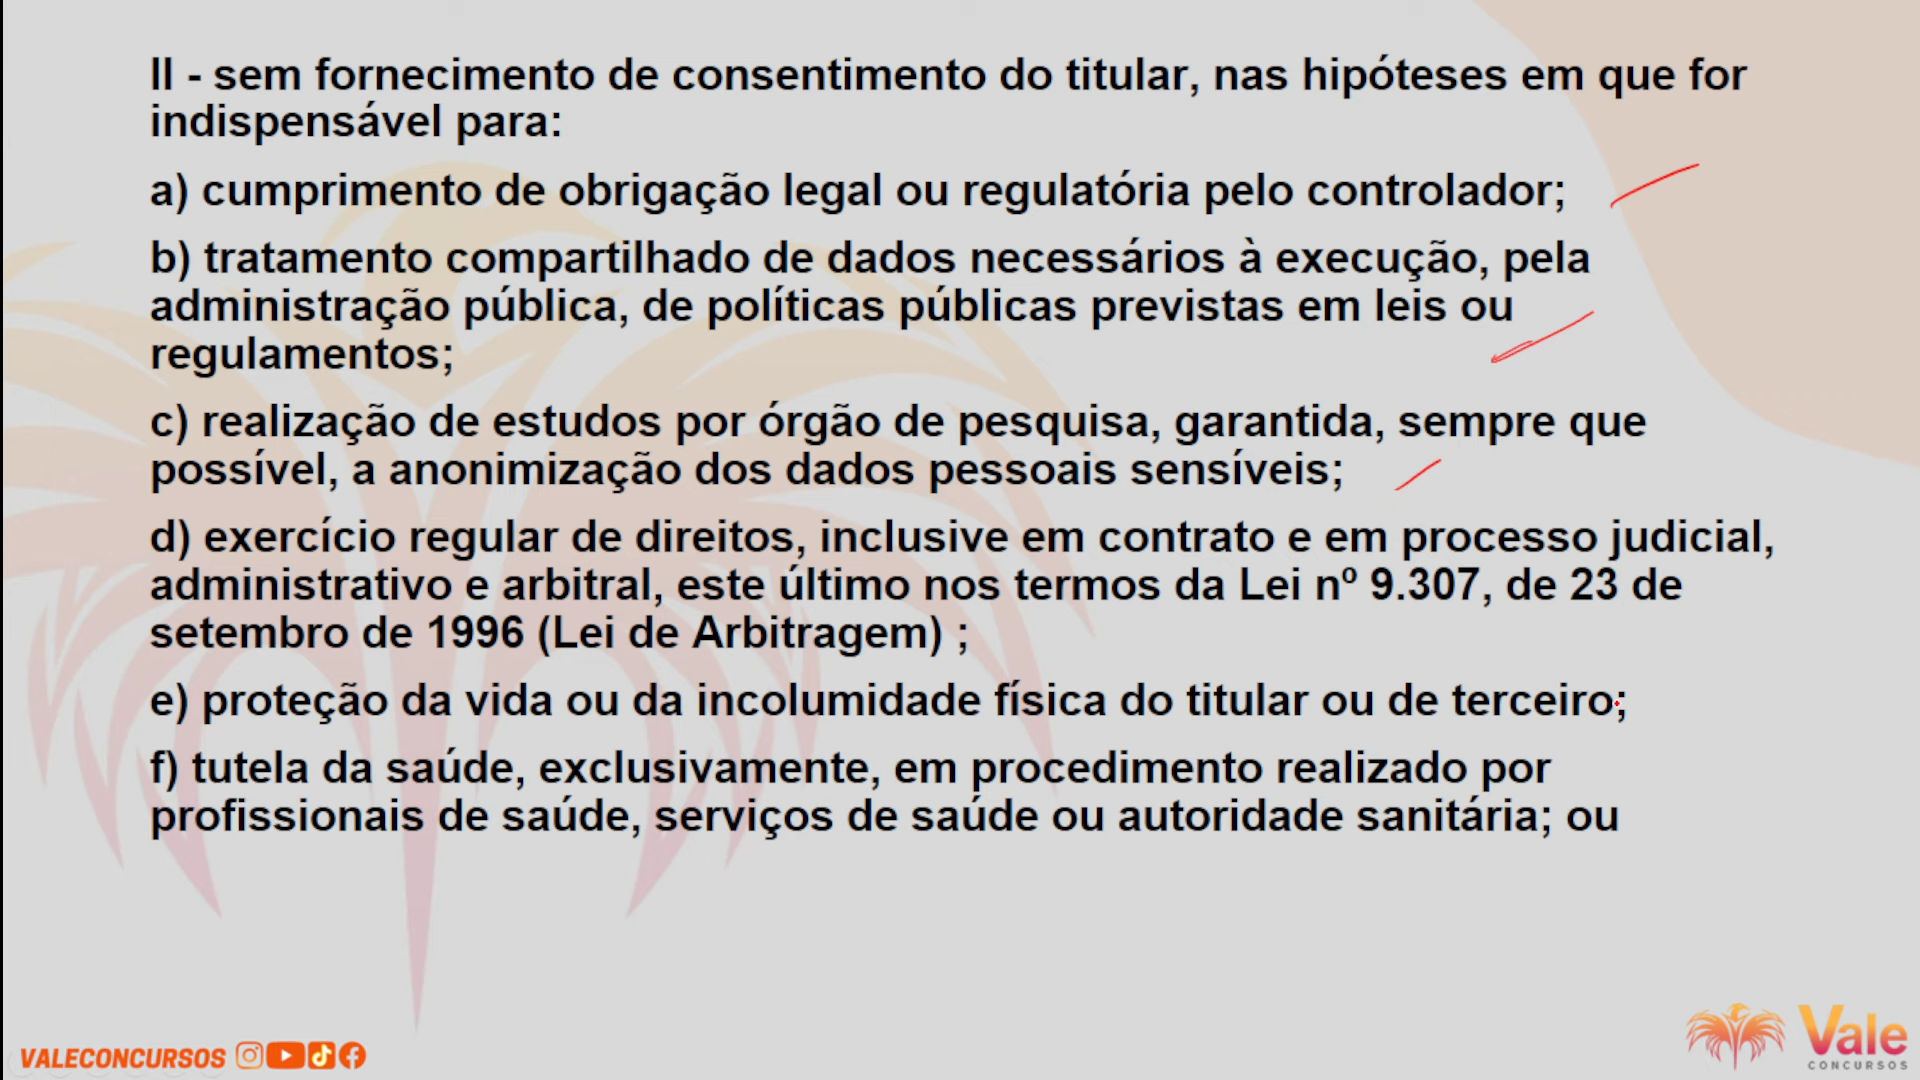 II - sem fornecimento de consentimento do titular, nas hipóteses em que for
indispensável para:
a) cumprimento de obrigação legal ou regulatória pelo controlador;
b) tratamento compartilhado de dados necessários à execução, pela
administração pública, de políticas públicas previstas em leis ou
regulamentos;
c) realização de estudos por órgão de pesquisa, garantida, sempre que
possível, a anonimização dos dados pessoais sensíveis;
d) exercício regular de direitos, inclusive em contrato e em processo judicial,
administrativo e arbitral, este último nos termos da Lei nº 9.307, de 23 de
setembro de 1996 (Lei de Arbitragem) ;
e) proteção da vida ou da incolumidade física do titular ou de terceiro;
f) tutela da saúde, exclusivamente, em procedimento realizado por
profissionais de saúde, serviços de saúde ou autoridade sanitária; ou
VALECONCURSOS
Vale
CONCURSOS